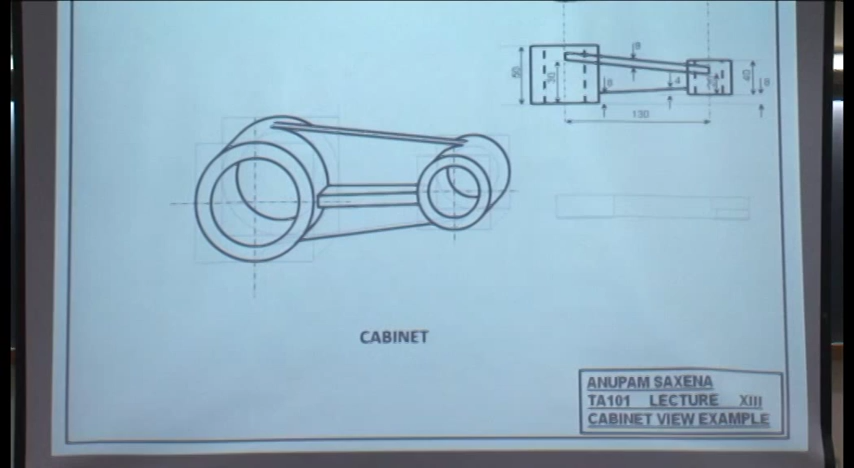 8
50
30
8
4
40
8
130
CABINET
ANUPAM SAXENA
TA101 LECTURE XIII
CABINET VIEW EXAMPLE